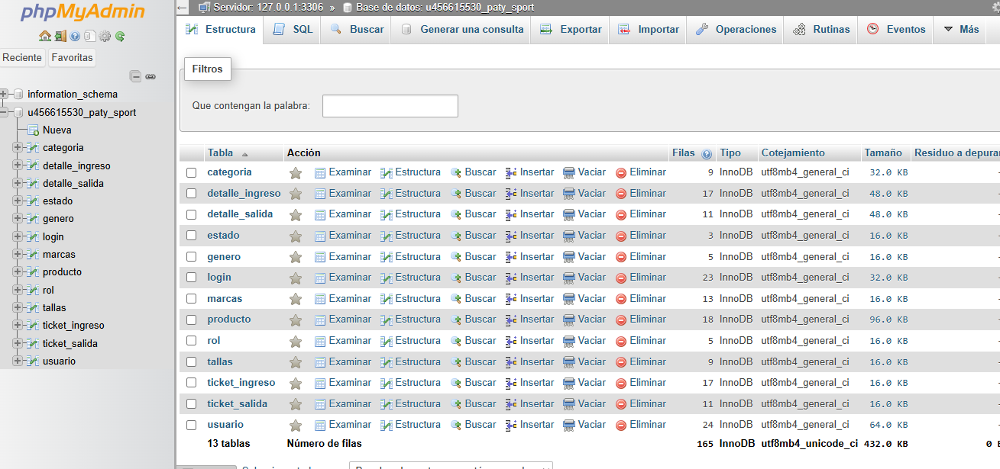 phpMyAdmin
Reciente Favoritas
information_schema
u456615530_paty_sport
Nueva
categoria
detalle_ingreso
detalle_salida
estado
genero
login
marcas
producto
rol
tallas
ticket_ingreso
ticket_salida
usuario
Servidor: 127.0.0.1:3306 » Base de datos: u456615530_paty_sport
Estructura SQL Buscar Generar una consulta Exportar Importar Operaciones Rutinas Eventos Más
Filtros
Que contengan la palabra:
Tabla Acción Filas Tipo Cotejamiento Tamaño Residuo a depurar
categoria Examinar Estructura Buscar Insertar Vaciar Eliminar 9 InnoDB utf8mb4_general_ci 32.0 KB -
detalle_ingreso Examinar Estructura Buscar Insertar Vaciar Eliminar 17 InnoDB utf8mb4_general_ci 48.0 KB -
detalle_salida Examinar Estructura Buscar Insertar Vaciar Eliminar 11 InnoDB utf8mb4_general_ci 48.0 KB -
estado Examinar Estructura Buscar Insertar Vaciar Eliminar 3 InnoDB utf8mb4_general_ci 16.0 KB -
genero Examinar Estructura Buscar Insertar Vaciar Eliminar 5 InnoDB utf8mb4_general_ci 16.0 KB -
login Examinar Estructura Buscar Insertar Vaciar Eliminar 23 InnoDB utf8mb4_general_ci 32.0 KB -
marcas Examinar Estructura Buscar Insertar Vaciar Eliminar 13 InnoDB utf8mb4_general_ci 16.0 KB -
producto Examinar Estructura Buscar Insertar Vaciar Eliminar 18 InnoDB utf8mb4_general_ci 96.0 KB -
rol Examinar Estructura Buscar Insertar Vaciar Eliminar 5 InnoDB utf8mb4_general_ci 16.0 KB -
tallas Examinar Estructura Buscar Insertar Vaciar Eliminar 9 InnoDB utf8mb4_general_ci 16.0 KB -
ticket_ingreso Examinar Estructura Buscar Insertar Vaciar Eliminar 17 InnoDB utf8mb4_general_ci 16.0 KB -
ticket_salida Examinar Estructura Buscar Insertar Vaciar Eliminar 11 InnoDB utf8mb4_general_ci 16.0 KB -
usuario Examinar Estructura Buscar Insertar Vaciar Eliminar 24 InnoDB utf8mb4_general_ci 64.0 KB -
13 tablas Número de filas 165 InnoDB utf8mb4_unicode_ci 432.0 KB 0 B